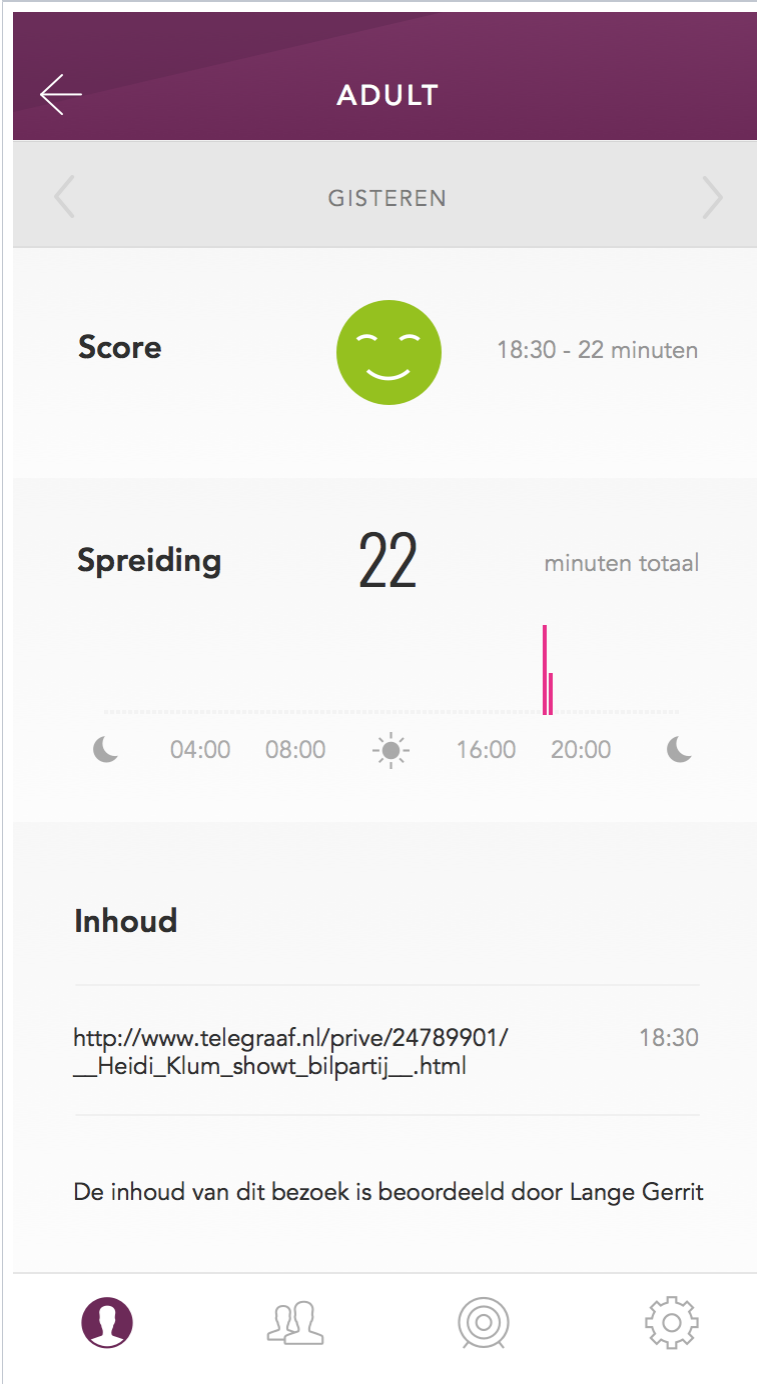 ADULT
GISTEREN
Score
18:30 - 22 minuten
Spreiding
22
minuten totaal
04:00 08:00 16:00 20:00
Inhoud
http://www.telegraaf.nl/prive/24789901/ 18:30
__Heidi_Klum_showt_bilpartij__.html
De inhoud van dit bezoek is beoordeeld door Lange Gerrit